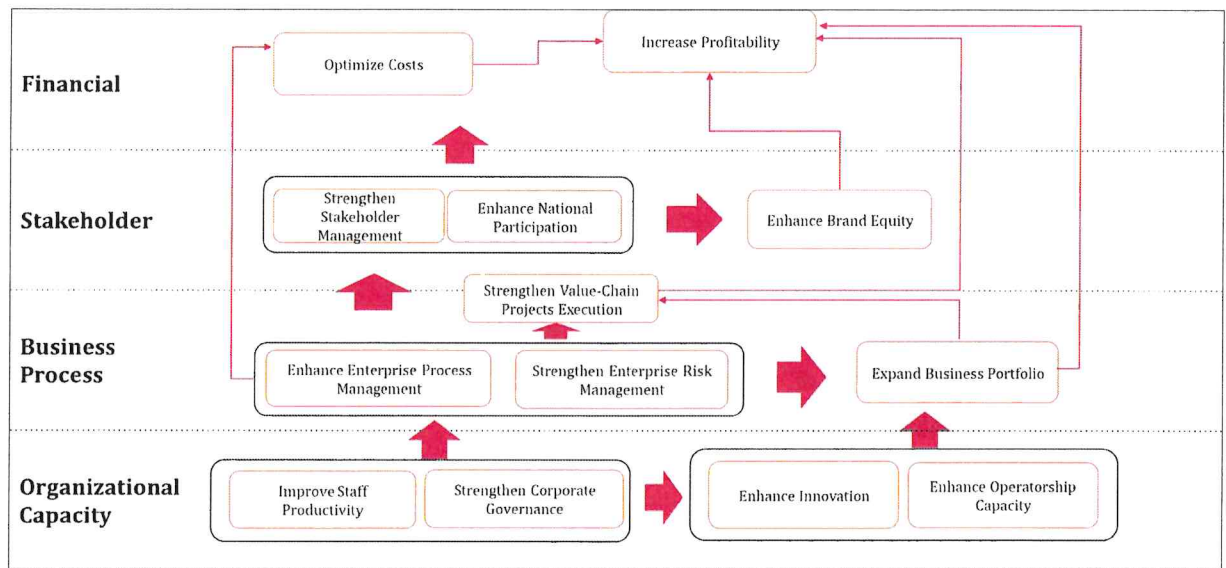 Financial
Optimize Costs
Increase Profitability
Stakeholder
Strengthen
Stakeholder
Management
Enhance National
Participation
Enhance Brand Equity
Business
Process
Strengthen Value-Chain
Projects Execution
Enhance Enterprise Process
Management
Strengthen Enterprise Risk
Management
Expand Business Portfolio
Organizational
Capacity
Improve Staff
Productivity
Strengthen Corporate
Governance
Enhance Innovation
Enhance Operatorship
Capacity